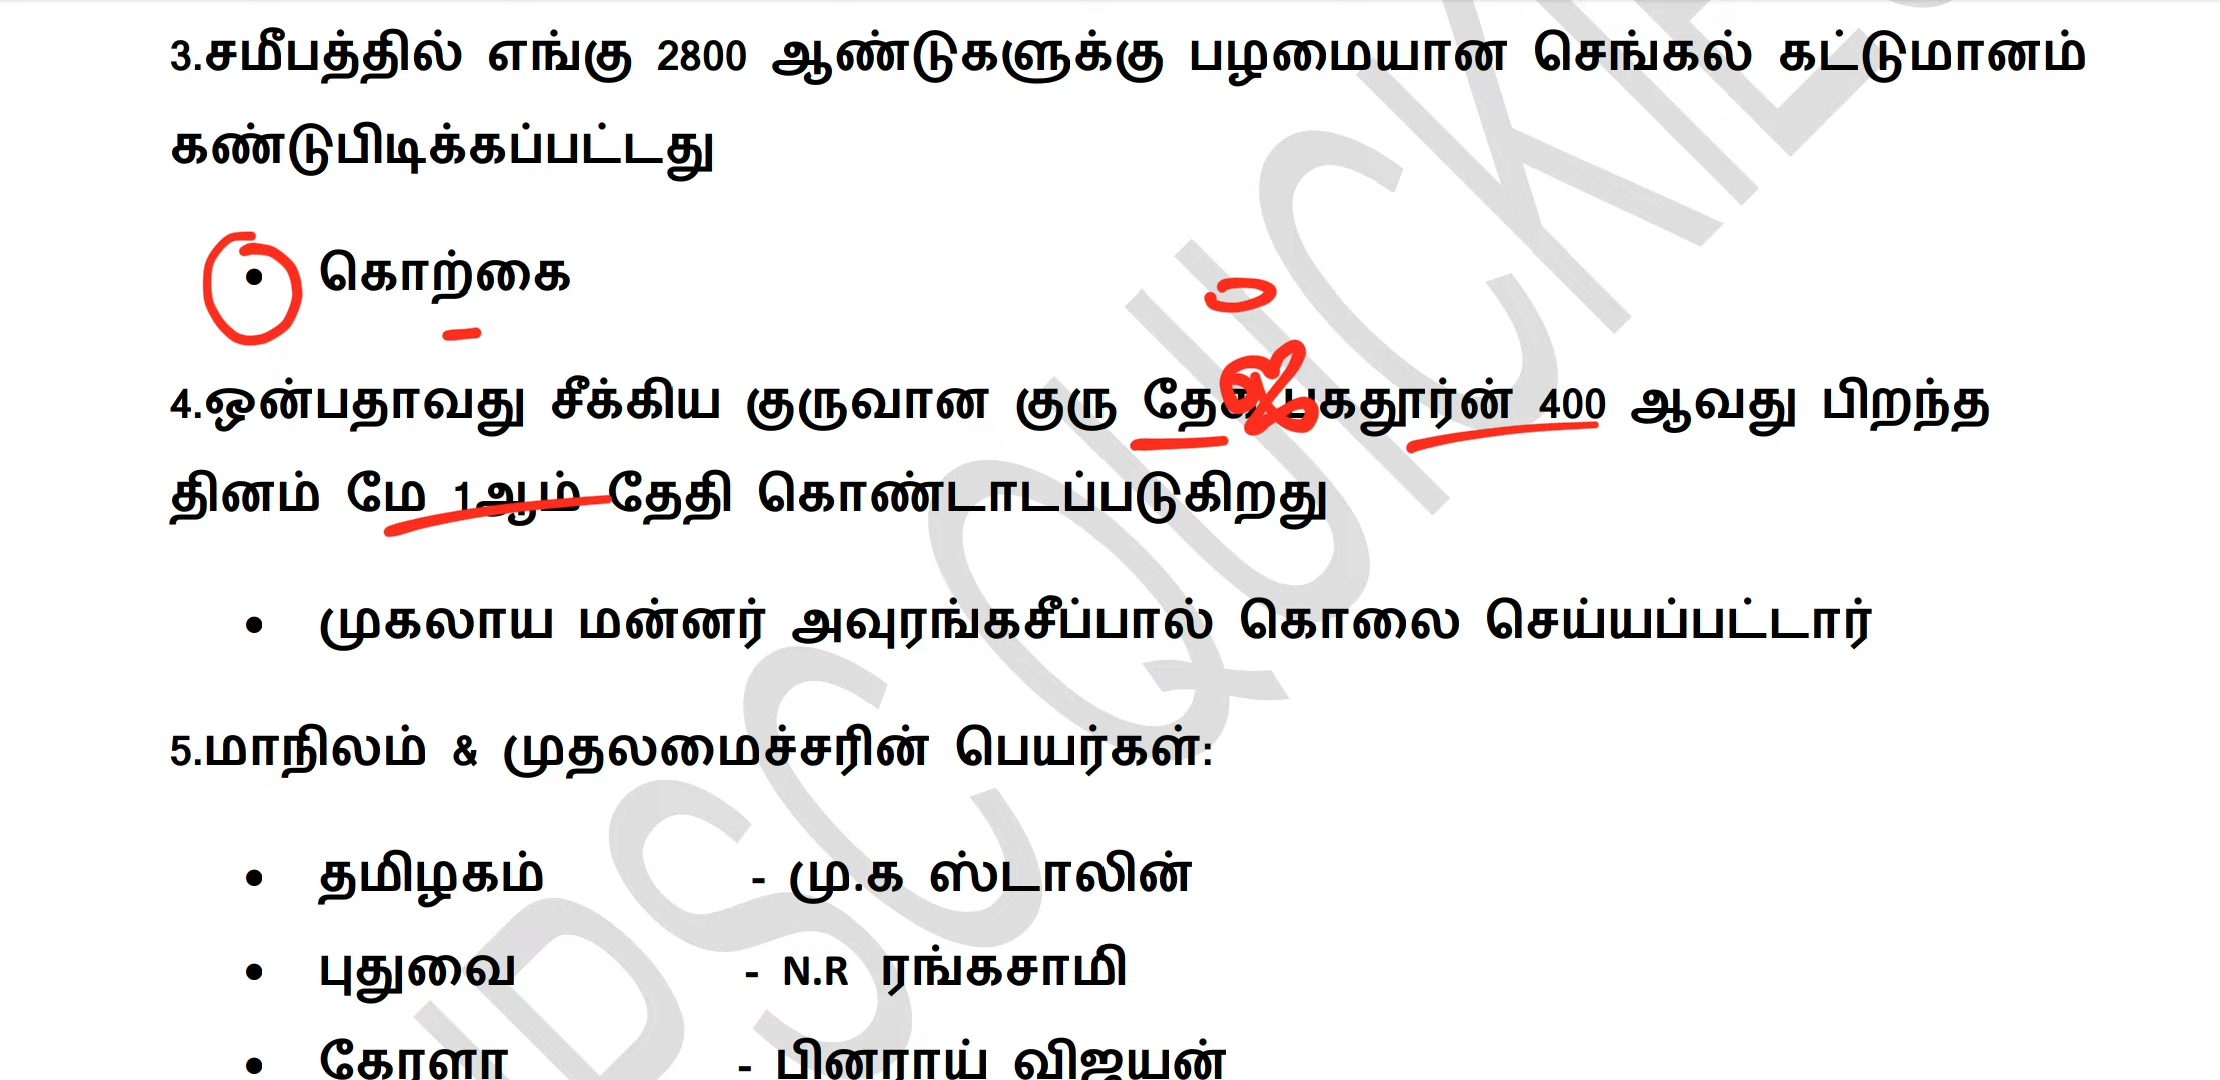 3.சமீபத்தில் எங்கு 2800 ஆண்டுகளுக்கு பழமையான செங்கல் கட்டுமானம்
கண்டுபிடிக்கப்பட்டது
• கொற்கை
4.ஒன்பதாவது சீக்கிய குருவான குரு பகதூர்ன் 400 ஆவது பிறந்த
தினம் மே 1ஆம் தேதி கொண்டாடப்படுகிறது
• முகலாய மன்னர் அவுரங்கசீப்பால் கொலை செய்யப்பட்டார்
5.மாநிலம் & முதலமைச்சரின் பெயர்கள்:
• தமிழகம் - மு.க ஸ்டாலின்
• புதுவை - N.R ரங்கசாமி
• கேரளா - பினராய் விஜயன்